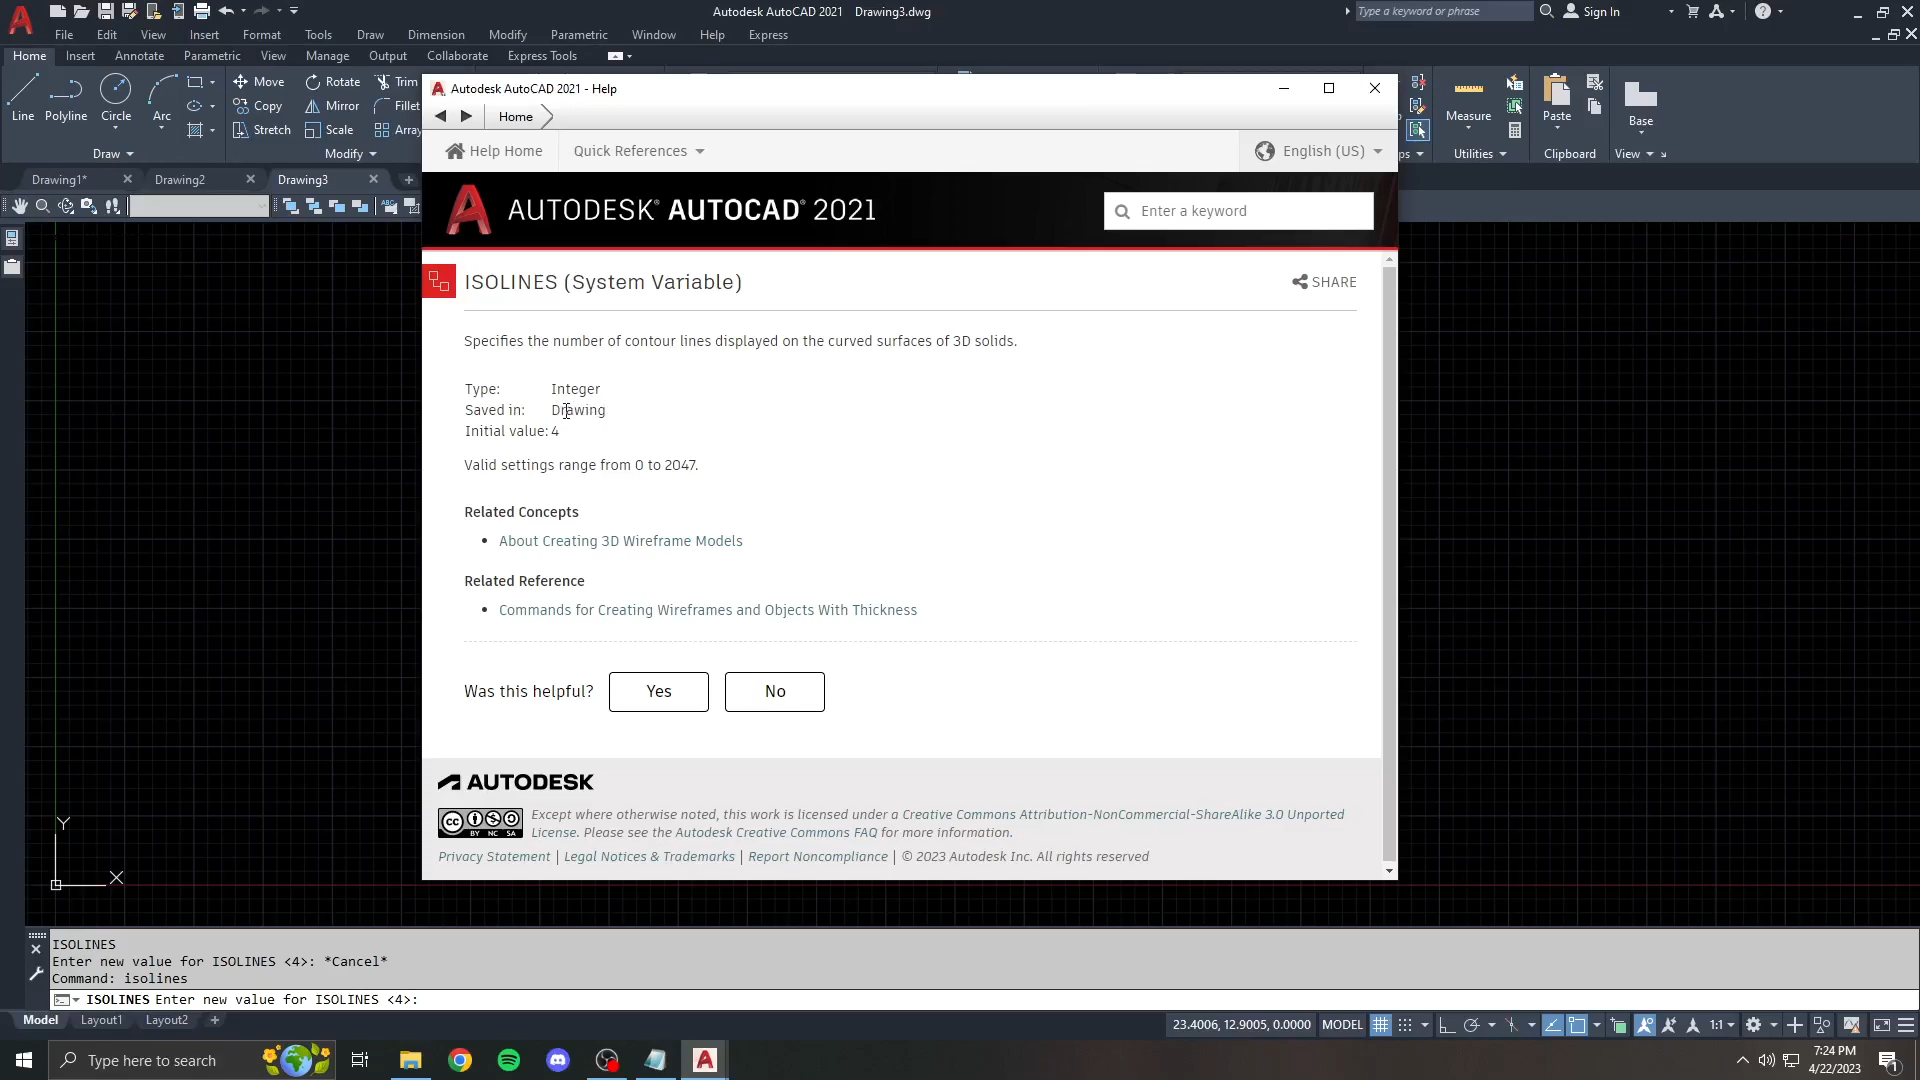 Autodesk AutoCAD 2021 Drawing3.dwg
Type a keyword or phrase
Sign In
File Edit View Insert Format Tools Draw Dimension Modify Parametric Window Help Express
Home Insert Annotate Parametric View Manage Output Collaborate Express Tools
Move Rotate Trim
Copy Mirror Fillet
Line Polyline Circle Arc
Stretch Scale Array
Measure Paste Base
Draw Modify Utilities Clipboard View
Drawing1* Drawing2 Drawing3
Autodesk AutoCAD 2021 - Help
Home
Help Home Quick References English (US)
AUTODESK® AUTOCAD® 2021
Enter a keyword
ISOLINES (System Variable)
SHARE
Specifies the number of contour lines displayed on the curved surfaces of 3D solids.
Type: Integer
Saved in: Drawing
Initial value: 4
Valid settings range from 0 to 2047.
Related Concepts
• About Creating 3D Wireframe Models
Related Reference
• Commands for Creating Wireframes and Objects With Thickness
Was this helpful? Yes No
AUTODESK
Except where otherwise noted, this work is licensed under a Creative Commons Attribution-NonCommercial-ShareAlike 3.0 Unported
License. Please see the Autodesk Creative Commons FAQ for more information.
cc BY NC SA
Privacy Statement | Legal Notices & Trademarks | Report Noncompliance | © 2023 Autodesk Inc. All rights reserved
Y
X
ISOLINES
Enter new value for ISOLINES <4>: *Cancel*
Command: isolines
ISOLINES Enter new value for ISOLINES <4>:
Model Layout1 Layout2
23.4006, 12.9005, 0.0000 MODEL 1:1
Type here to search
7:24 PM
4/22/2023
1